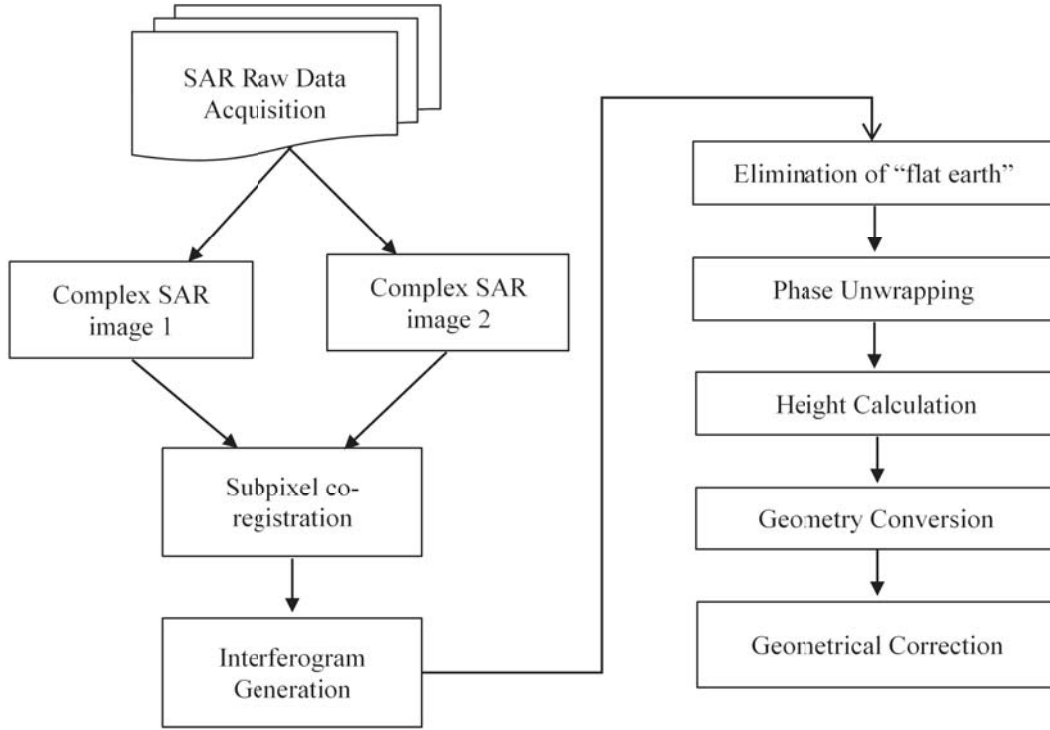 SAR Raw Data
Acquisition
Complex SAR
image 1
Complex SAR
image 2
Subpixel co-
registration
Interferogram
Generation
Elimination of “flat earth”
Phase Unwrapping
Height Calculation
Geometry Conversion
Geometrical Correction